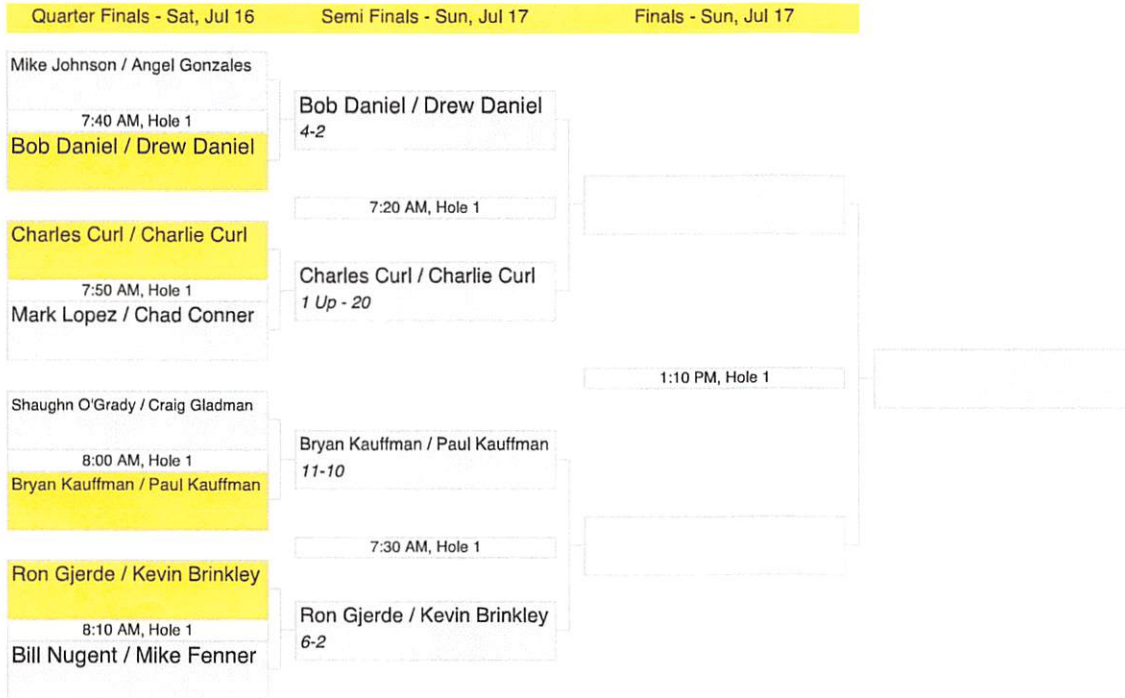 Quarter Finals - Sat, Jul 16
Semi Finals - Sun, Jul 17
Finals - Sun, Jul 17
Mike Johnson / Angel Gonzales
7:40 AM, Hole 1
Bob Daniel / Drew Daniel
Charles Curl / Charlie Curl
7:50 AM, Hole 1
Mark Lopez / Chad Conner
Shaughn O'Grady / Craig Gladman
8:00 AM, Hole 1
Bryan Kauffman / Paul Kauffman
Ron Gjerde / Kevin Brinkley
8:10 AM, Hole 1
Bill Nugent / Mike Fenner
Bob Daniel / Drew Daniel
4-2
7:20 AM, Hole 1
Charles Curl / Charlie Curl
1 Up - 20
Bryan Kauffman / Paul Kauffman
11-10
7:30 AM, Hole 1
Ron Gjerde / Kevin Brinkley
6-2
1:10 PM, Hole 1